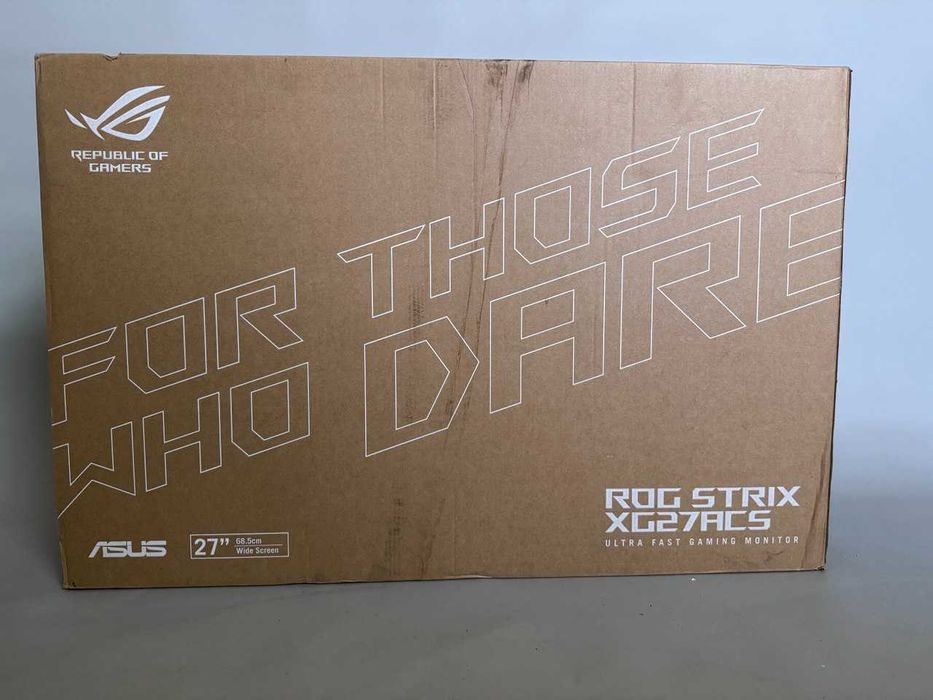 REPUBLIC OF
GAMERS
FOR THOSE
WHO DARE
ROG STRIX
XG27ACS
ULTRA FAST GAMING MONITOR
ASUS
27” 68.5cm
Wide Screen